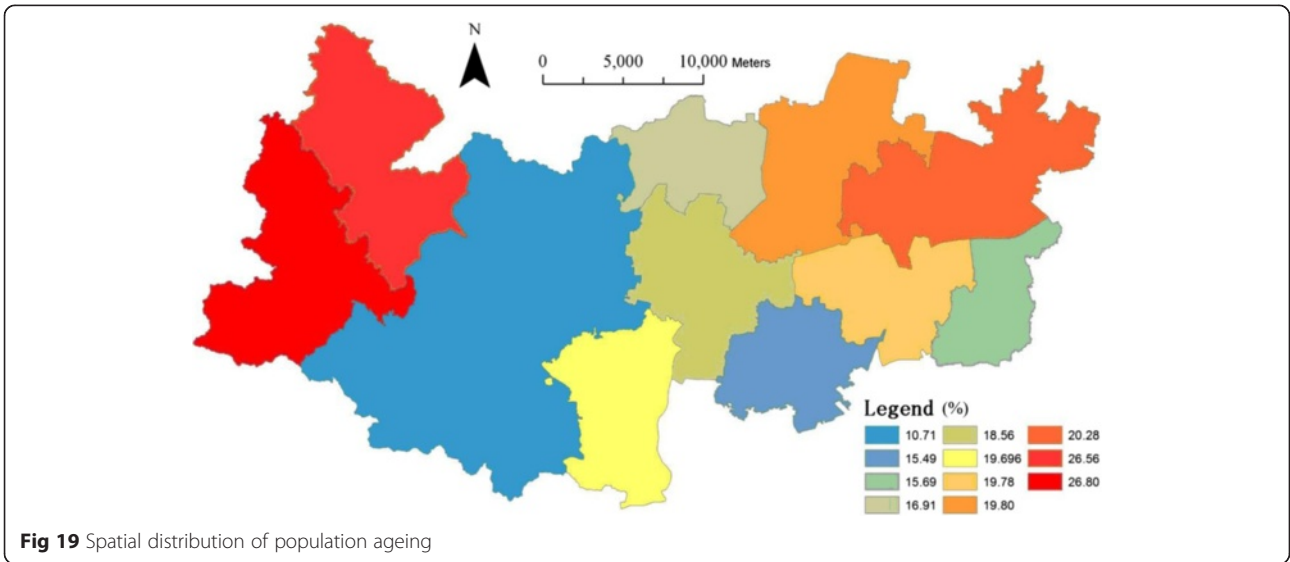 N
0 5,000 10,000 Meters
Legend (%)
10.71 18.56 20.28
15.49 19.696 26.56
15.69 19.78 26.80
16.91 19.80
Fig 19 Spatial distribution of population ageing